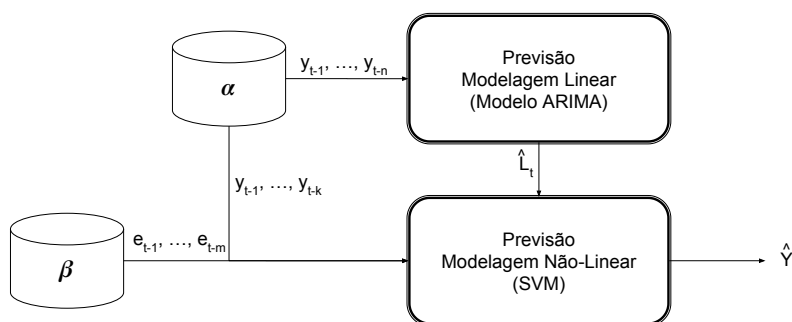 α
y_{t-1}, …, y_{t-n}
Previsão
Modelagem Linear
(Modelo ARIMA)
L̂_t
y_{t-1}, …, y_{t-k}
β
e_{t-1}, …, e_{t-m}
Previsão
Modelagem Não-Linear
(SVM)
Ŷ